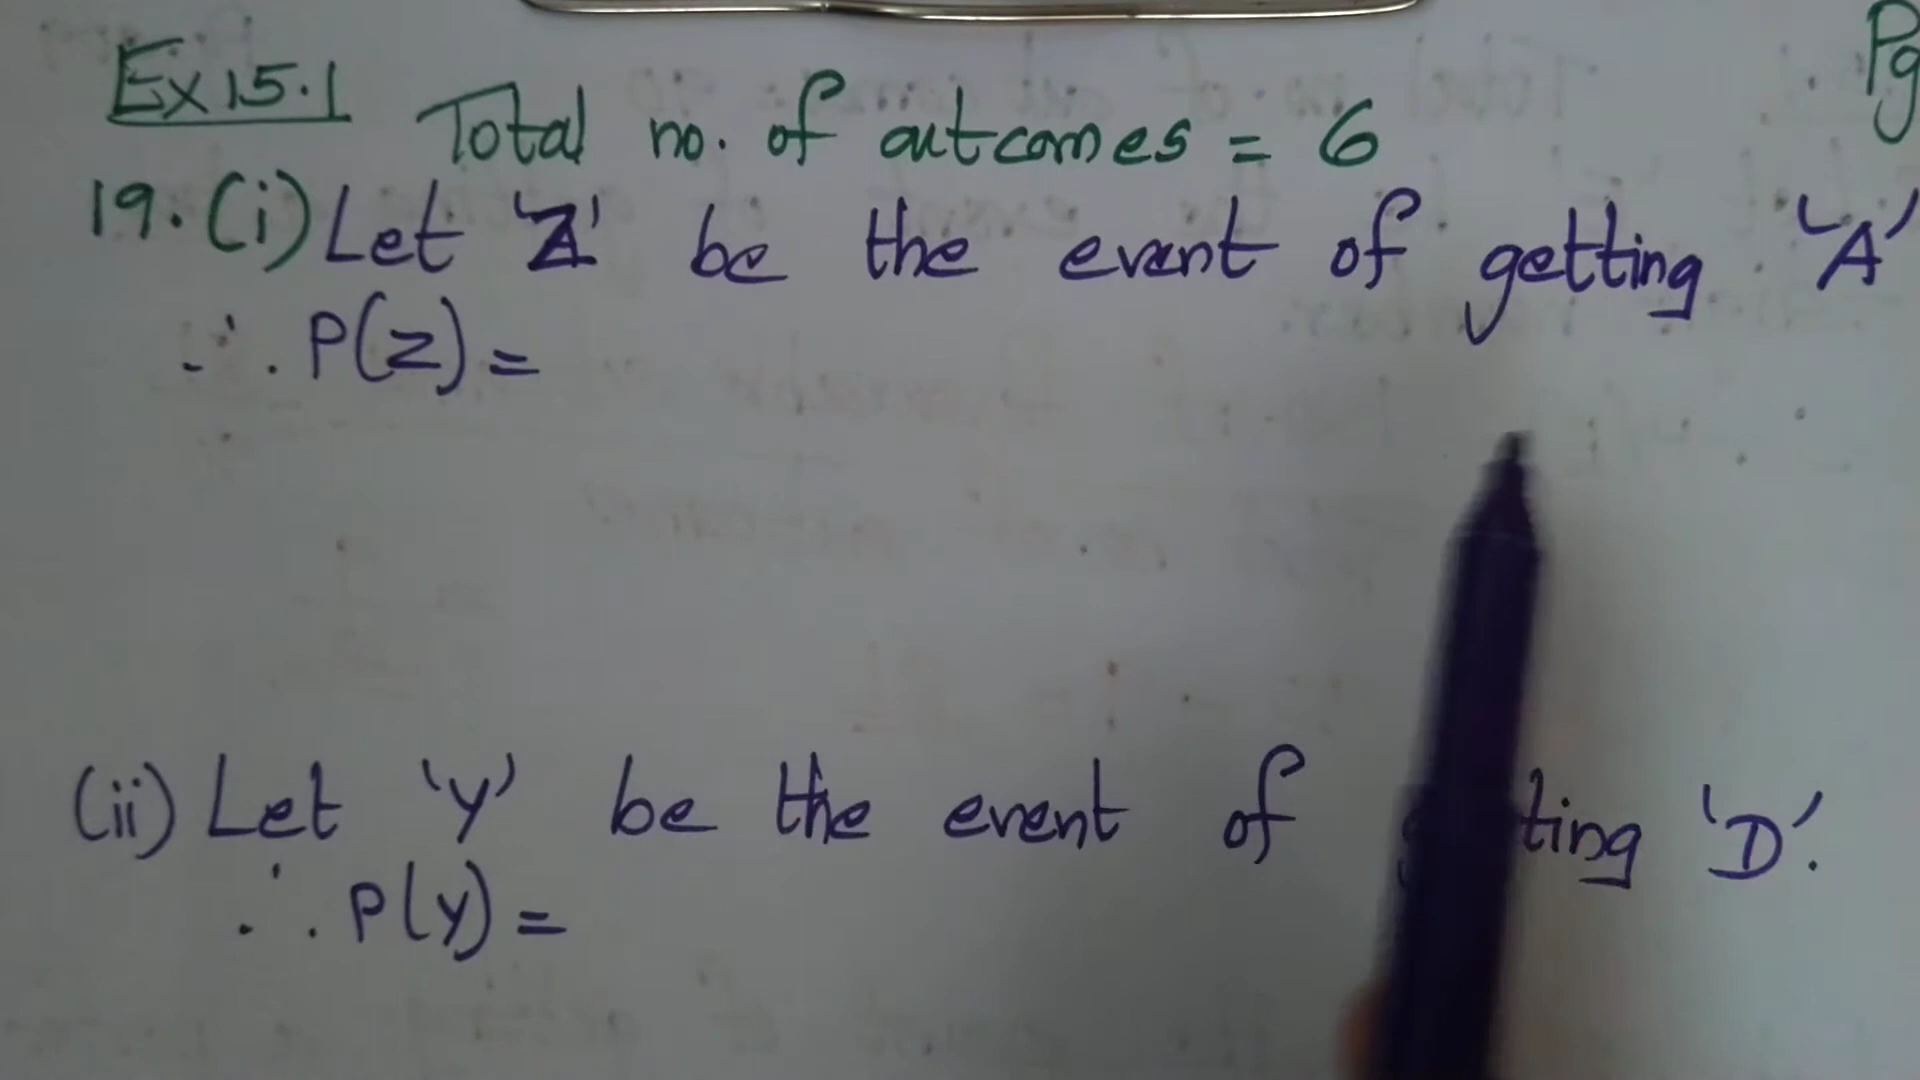 Ex 15.1
Pg
Total no. of outcomes = 6
19. (i) Let 'Z' be the event of getting 'A'
∴ P(Z) =
(ii) Let 'Y' be the event of ting 'D'.
∴ P(Y) =